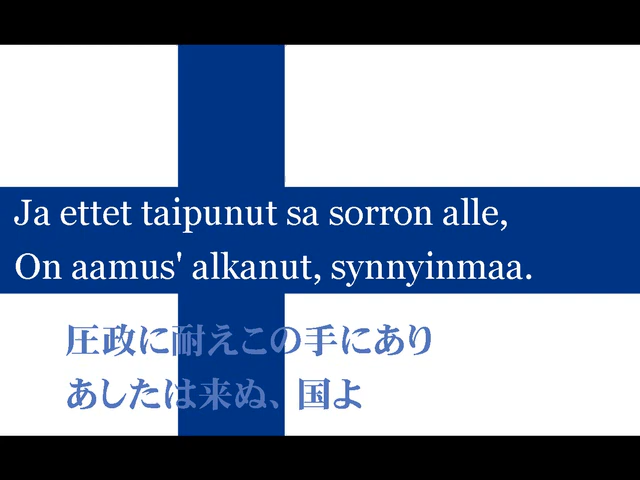 Ja ettet taipunut sa sorron alle,
On aamus' alkanut, synnyinmaa.
圧政に耐えこの手にあり
あしたは来ぬ、国よ